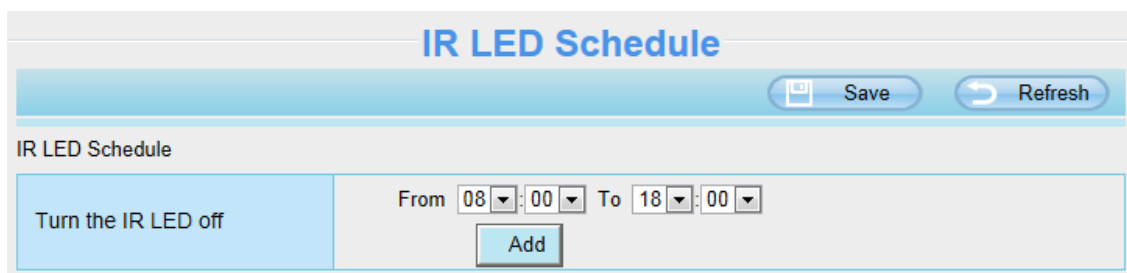 IR LED Schedule
Save Refresh
IR LED Schedule
Turn the IR LED off
From 08 : 00 To 18 : 00
Add